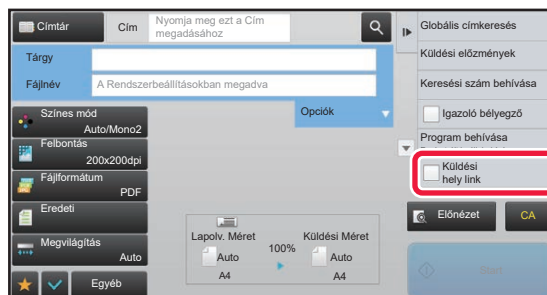 Címtár
Cím
Nyomja meg ezt a Cím
megadásához
Tárgy
Fájlnév
A Rendszerbeállításokban megadva
Opciók
Színes mód
Auto/Mono2
Felbontás
200x200dpi
Fájlformátum
PDF
Eredeti
Megvilágítás
Auto
Egyéb
Lapolv. Méret
Auto
A4
100%
Küldési Méret
Auto
A4
Globális címkeresés
Küldési előzmények
Keresési szám behívása
Igazoló bélyegző
Program behívása
Küldési
hely link
Előnézet
CA
Start